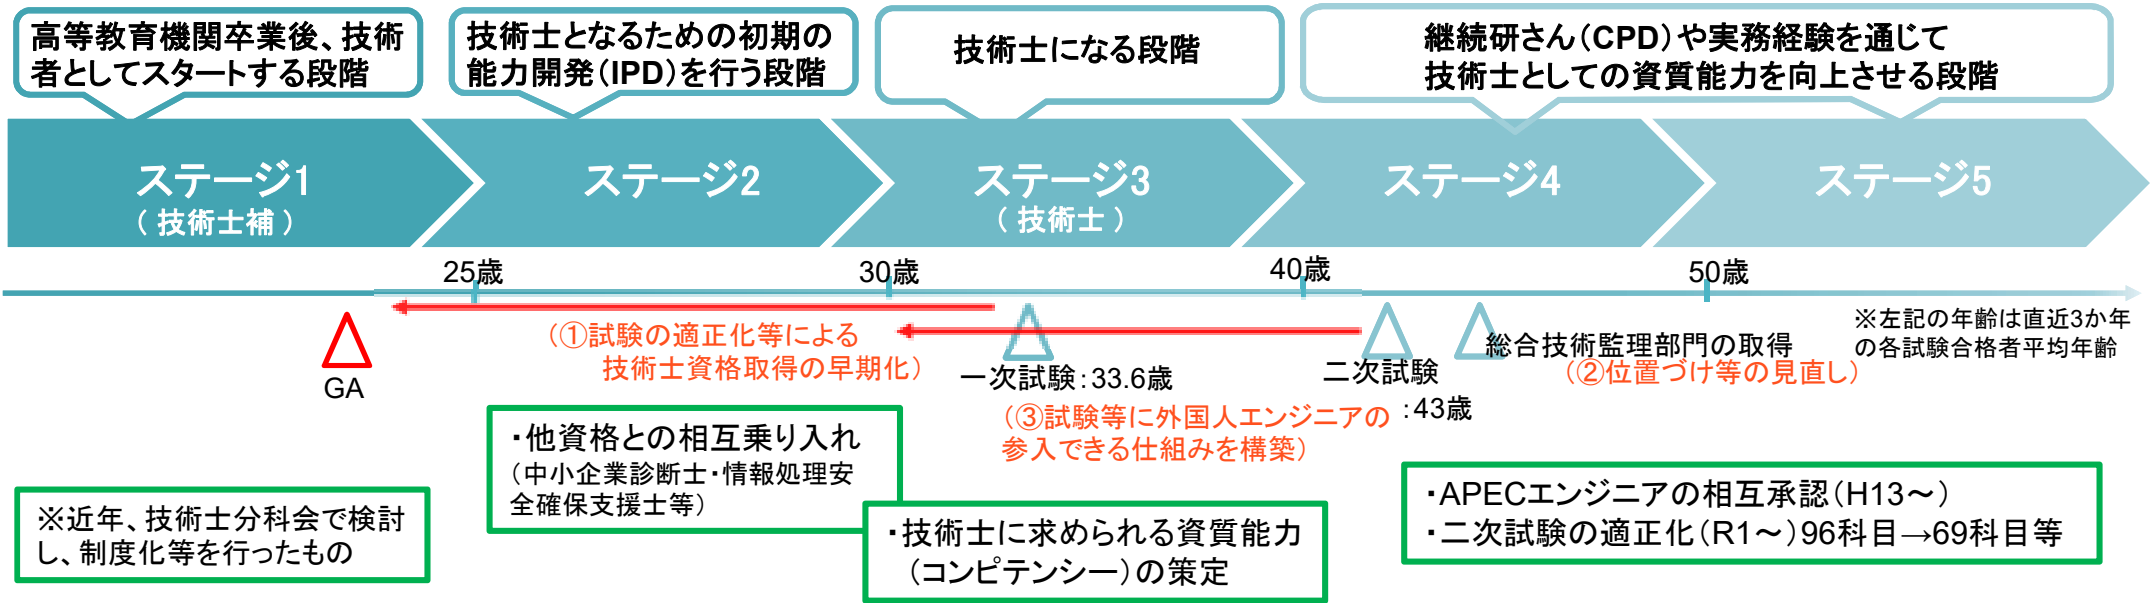 高等教育機関卒業後、技術
者としてスタートする段階
技術士となるための初期の
能力開発（IPD）を行う段階
技術士になる段階
継続研さん（CPD）や実務経験を通じて
技術士としての資質能力を向上させる段階
ステージ1
（ 技術士補 ）
ステージ2
ステージ3
（ 技術士 ）
ステージ4
ステージ5
25歳
30歳
40歳
50歳
GA
（①試験の適正化等による
技術士資格取得の早期化）
一次試験：33.6歳
（③試験等に外国人エンジニアの
参入できる仕組みを構築）
二次試験
：43歳
総合技術監理部門の取得
（②位置づけ等の見直し）
※左記の年齢は直近3か年
の各試験合格者平均年齢
※近年、技術士分科会で検討
し、制度化等を行ったもの
・他資格との相互乗り入れ
（中小企業診断士・情報処理安
全確保支援士等）
・技術士に求められる資質能力
（コンピテンシー）の策定
・APECエンジニアの相互承認（H13～）
・二次試験の適正化（R1～）96科目→69科目等